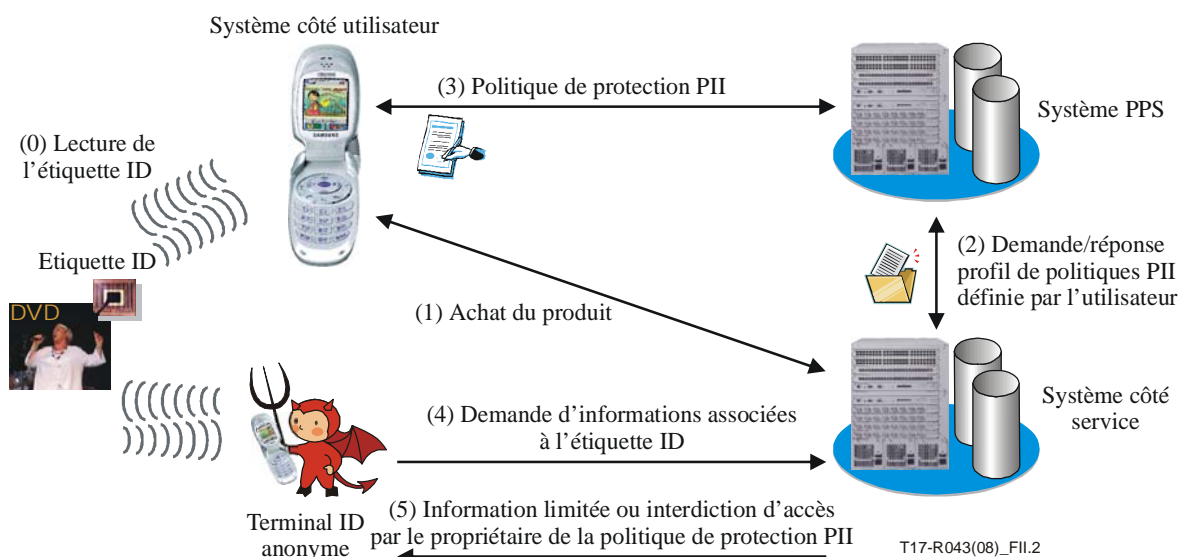 Système côté utilisateur
(3) Politique de protection PII
Système PPS
(0) Lecture de
l'étiquette ID
Etiquette ID
DVD
(2) Demande/réponse
profil de politiques PII
définie par l'utilisateur
(1) Achat du produit
Système côté
service
(4) Demande d'informations associées
à l'étiquette ID
Terminal ID
anonyme
(5) Information limitée ou interdiction d'accès
par le propriétaire de la politique de protection PII
T17-R043(08)_FII.2
SAMSUNG